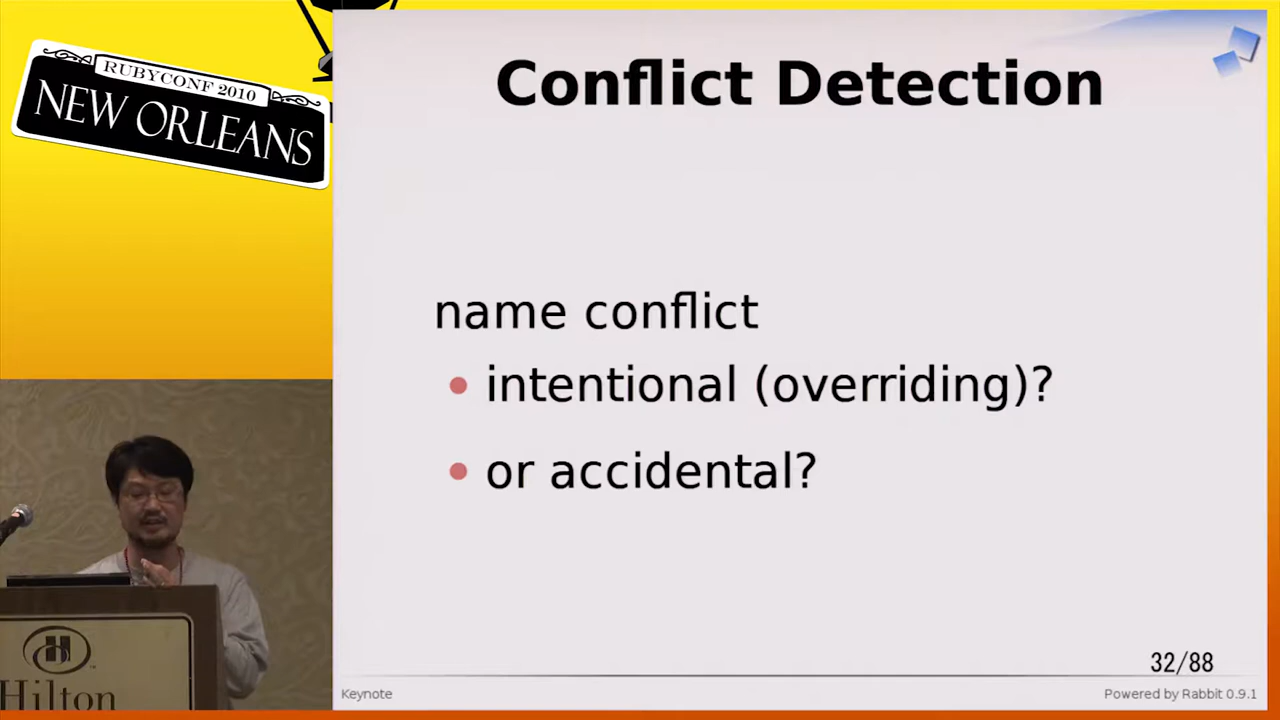 RUBYCONF 2010
NEW ORLEANS
Conflict Detection
name conflict
• intentional (overriding)?
• or accidental?
32/88
Keynote
Powered by Rabbit 0.9.1
H
Hilton